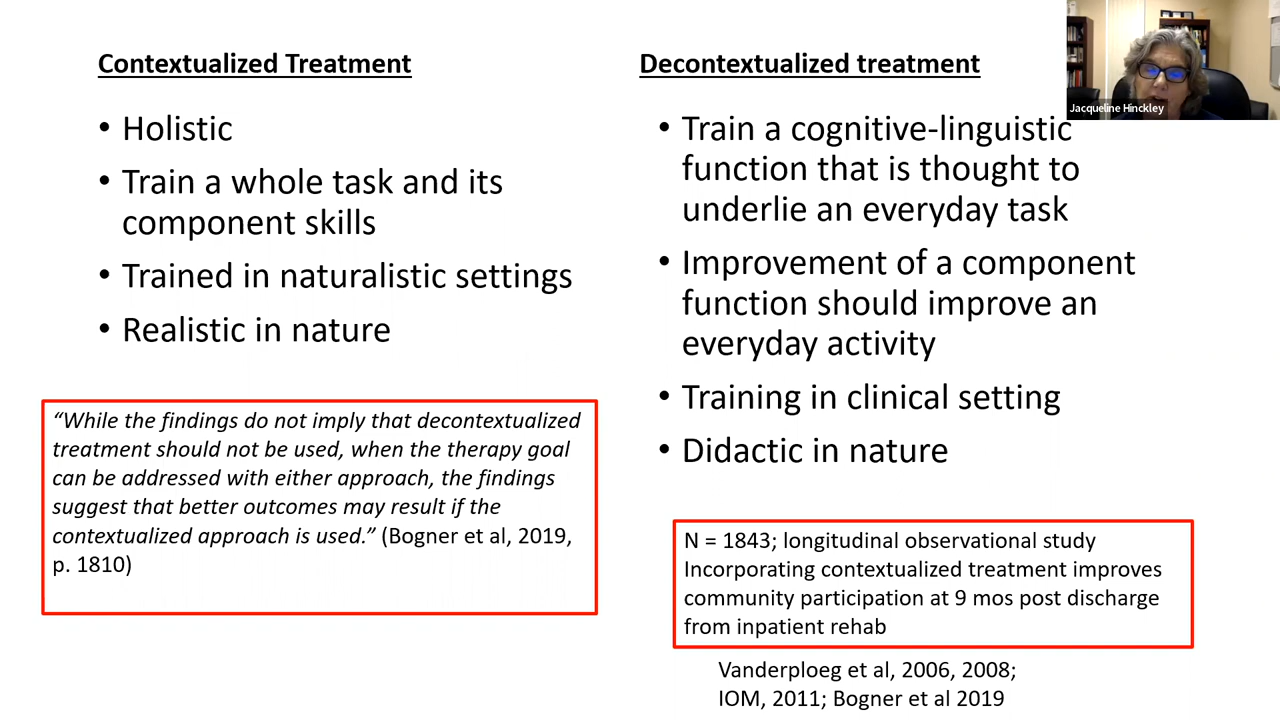 Contextualized Treatment
• Holistic
• Train a whole task and its
component skills
• Trained in naturalistic settings
• Realistic in nature
“While the findings do not imply that decontextualized
treatment should not be used, when the therapy goal
can be addressed with either approach, the findings
suggest that better outcomes may result if the
contextualized approach is used.” (Bogner et al, 2019,
p. 1810)
Decontextualized treatment
• Train a cognitive-linguistic
function that is thought to
underlie an everyday task
• Improvement of a component
function should improve an
everyday activity
• Training in clinical setting
• Didactic in nature
N = 1843; longitudinal observational study
Incorporating contextualized treatment improves
community participation at 9 mos post discharge
from inpatient rehab
Vanderploeg et al, 2006, 2008;
IOM, 2011; Bogner et al 2019
Jacqueline Hinckley